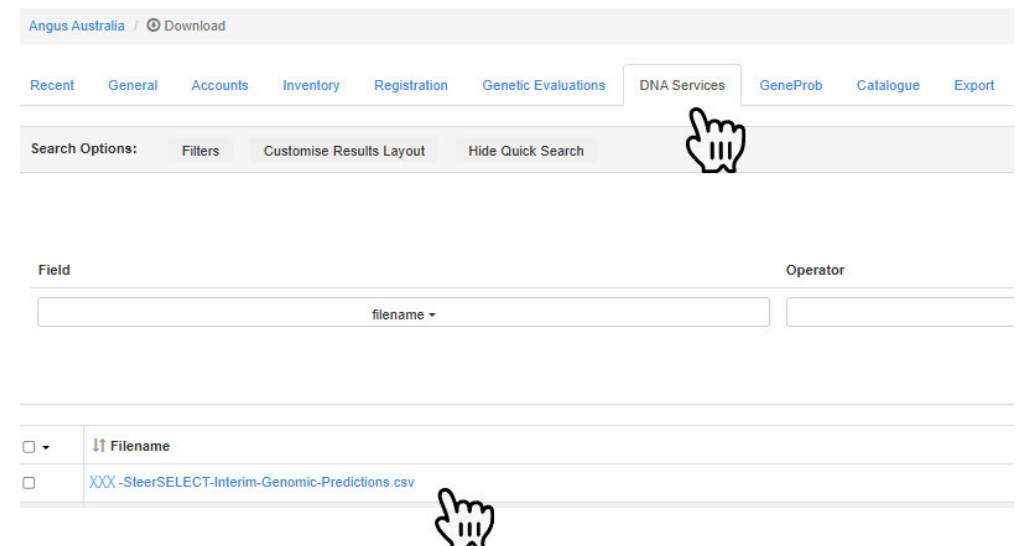 Angus Australia / Download
Recent General Accounts Inventory Registration Genetic Evaluations DNA Services GeneProb Catalogue Export
Search Options: Filters Customise Results Layout Hide Quick Search
Field Operator
filename
Filename
XXX -SteerSELECT-Interim-Genomic-Predictions.csv